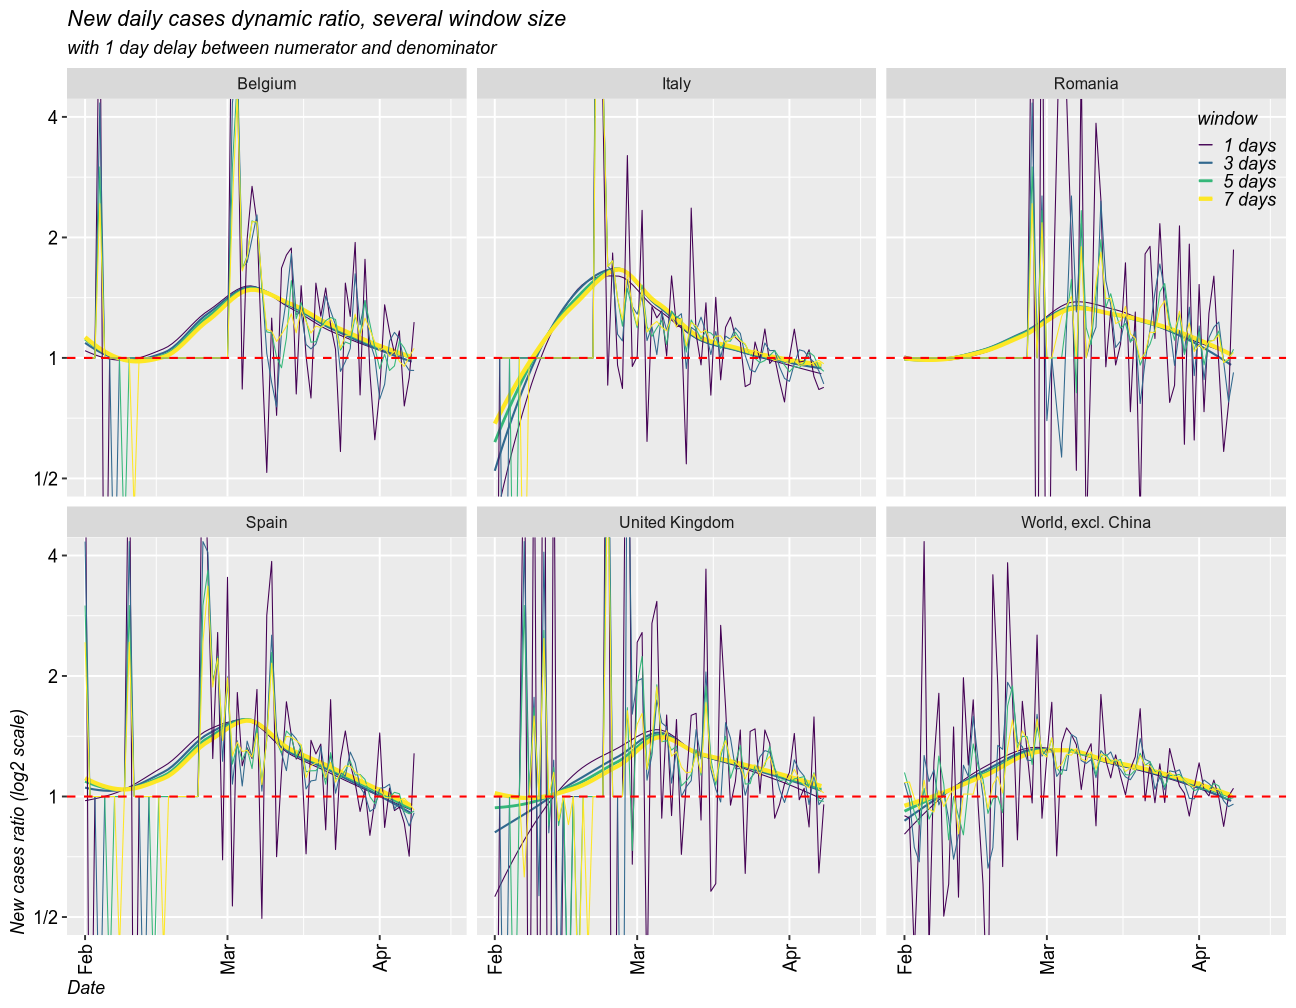 New daily cases dynamic ratio, several window size
with 1 day delay between numerator and denominator
Belgium
Italy
Romania
window
1 days
3 days
5 days
7 days
4
2
1
1/2
Spain
United Kingdom
World, excl. China
4
2
1
1/2
New cases ratio (log2 scale)
Feb
Mar
Apr
Feb
Mar
Apr
Feb
Mar
Apr
Date